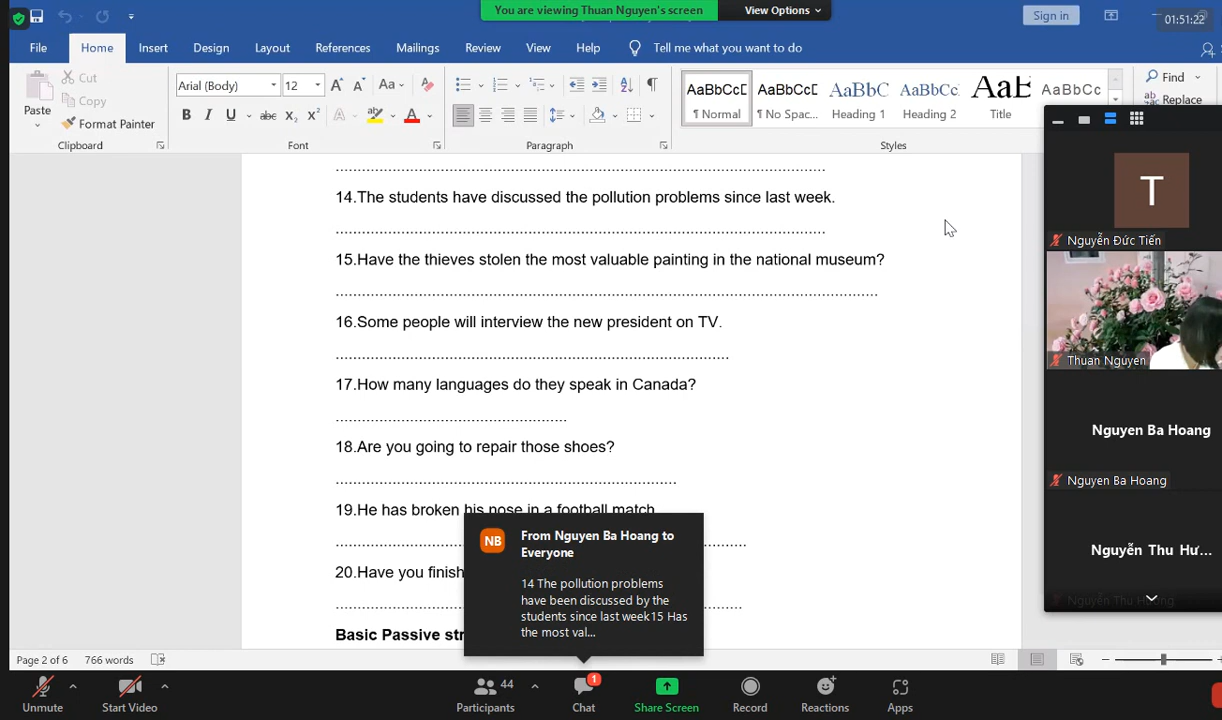 You are viewing Thuan Nguyen's screen
View Options
Sign in
01:51:22
File Home Insert Design Layout References Mailings Review View Help Tell me what you want to do
Paste
Cut
Copy
Format Painter
Clipboard
Arial (Body) 12
Font
Paragraph
AaBbCcD
¶ Normal
AaBbCcD
¶ No Spac...
AaBbC
Heading 1
AaBbCc
Heading 2
AaB
Title
AaBbCc
Styles
Find
Replace
14.The students have discussed the pollution problems since last week.
15.Have the thieves stolen the most valuable painting in the national museum?
16.Some people will interview the new president on TV.
17.How many languages do they speak in Canada?
18.Are you going to repair those shoes?
19.He has broken his nose in a football match
20.Have you finish
Basic Passive str
NB
From Nguyen Ba Hoang to
Everyone
14 The pollution problems
have been discussed by the
students since last week15 Has
the most val...
T
Nguyễn Đức Tiến
Thuan Nguyen
Nguyen Ba Hoang
Nguyen Ba Hoang
Nguyễn Thu Hư...
Nguyễn Thu Hương
Page 2 of 6 766 words
Unmute
Start Video
44
Participants
1
Chat
Share Screen
Record
Reactions
Apps